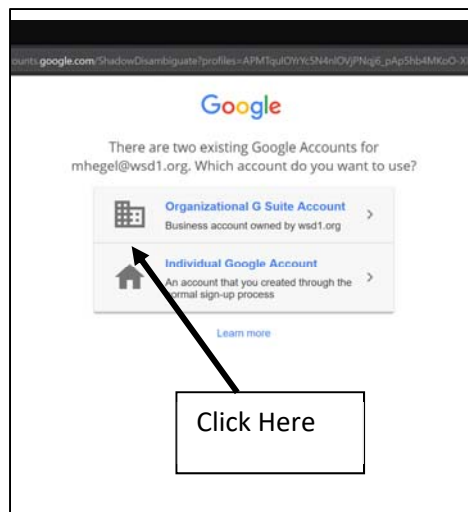 ounts.google.com/ShadowDisambiguate?profiles=
Google
There are two existing Google Accounts for
mhegel@wsd1.org. Which account do you want to use?
Organizational G Suite Account
Business account owned by wsd1.org
Individual Google Account
An account that you created through the
normal sign-up process
Learn more
Click Here